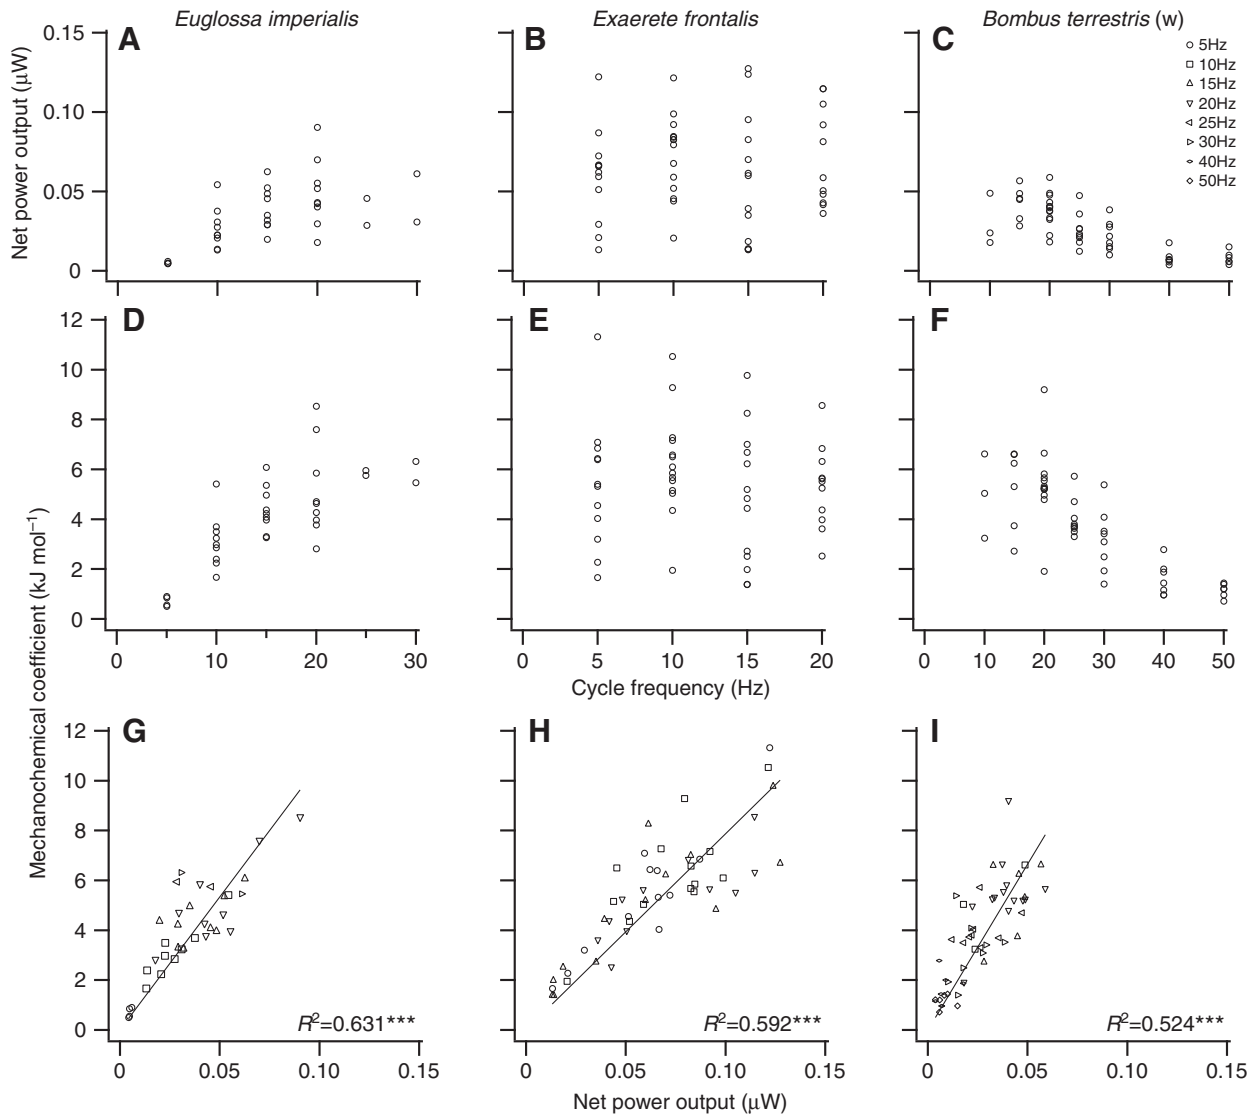 Euglossa imperialis
Exaerete frontalis
Bombus terrestris (w)
A
B
C
0.15
0.10
0.05
0
Net power output (μW)
5Hz
10Hz
15Hz
20Hz
25Hz
30Hz
40Hz
50Hz
D
E
F
12
10
8
6
4
2
0
0 10 20 30
0 5 10 15 20
0 10 20 30 40 50
Cycle frequency (Hz)
Mechanochemical coefficient (kJ mol⁻¹)
G
H
I
12
10
8
6
4
2
0
R²=0.631***
R²=0.592***
R²=0.524***
0 0.05 0.10 0.15
0 0.05 0.10 0.15
0 0.05 0.10 0.15
Net power output (μW)